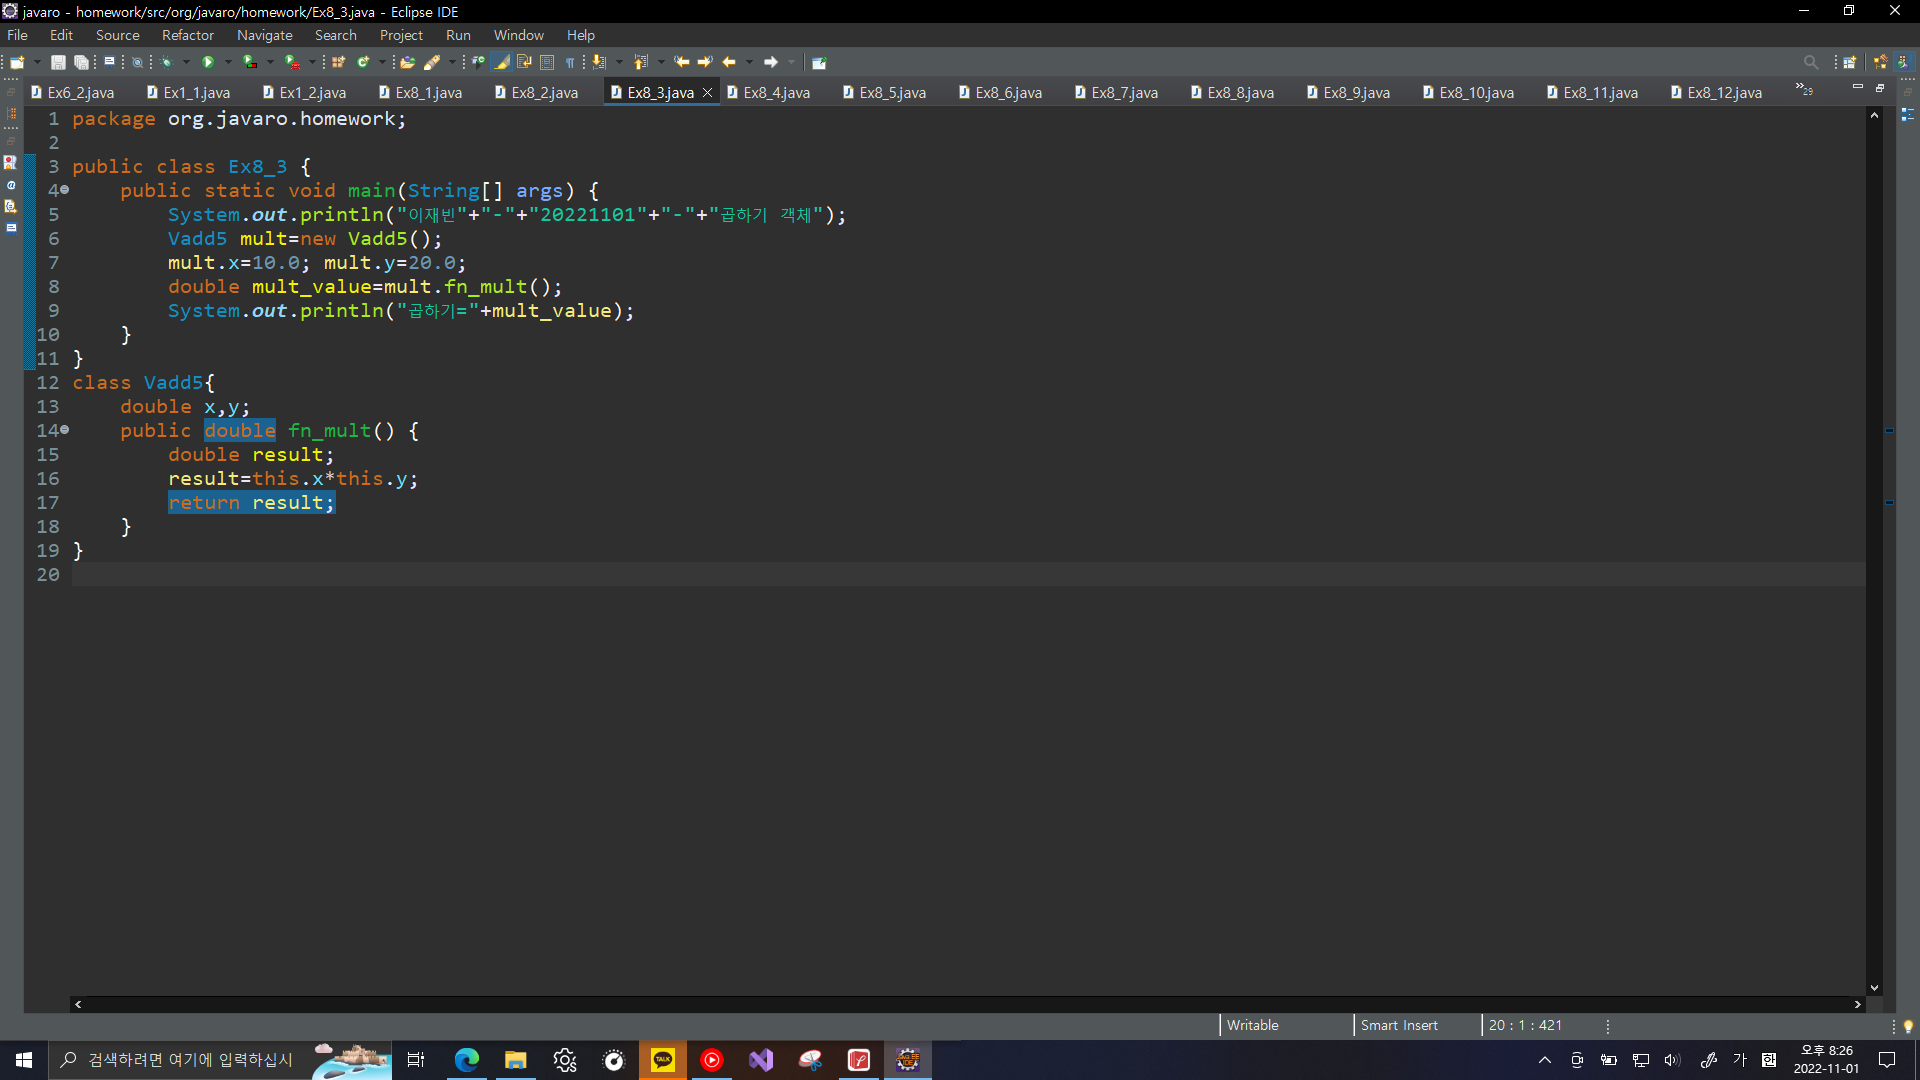 javaro - homework/src/org/javaro/homework/Ex8_3.java - Eclipse IDE
File Edit Source Refactor Navigate Search Project Run Window Help
Ex6_2.java Ex1_1.java Ex1_2.java Ex8_1.java Ex8_2.java Ex8_3.java Ex8_4.java Ex8_5.java Ex8_6.java Ex8_7.java Ex8_8.java Ex8_9.java Ex8_10.java Ex8_11.java Ex8_12.java »29
1 package org.javaro.homework;
2
3 public class Ex8_3 {
4 public static void main(String[] args) {
5 System.out.println("이재빈"+"-"+"20221101"+"-"+"곱하기 객체");
6 Vadd5 mult=new Vadd5();
7 mult.x=10.0; mult.y=20.0;
8 double mult_value=mult.fn_mult();
9 System.out.println("곱하기="+mult_value);
10 }
11 }
12 class Vadd5{
13 double x,y;
14 public double fn_mult() {
15 double result;
16 result=this.x*this.y;
17 return result;
18 }
19 }
20
Writable Smart Insert 20 : 1 : 421
검색하려면 여기에 입력하십시 TALK 가 오후 8:26
2022-11-01